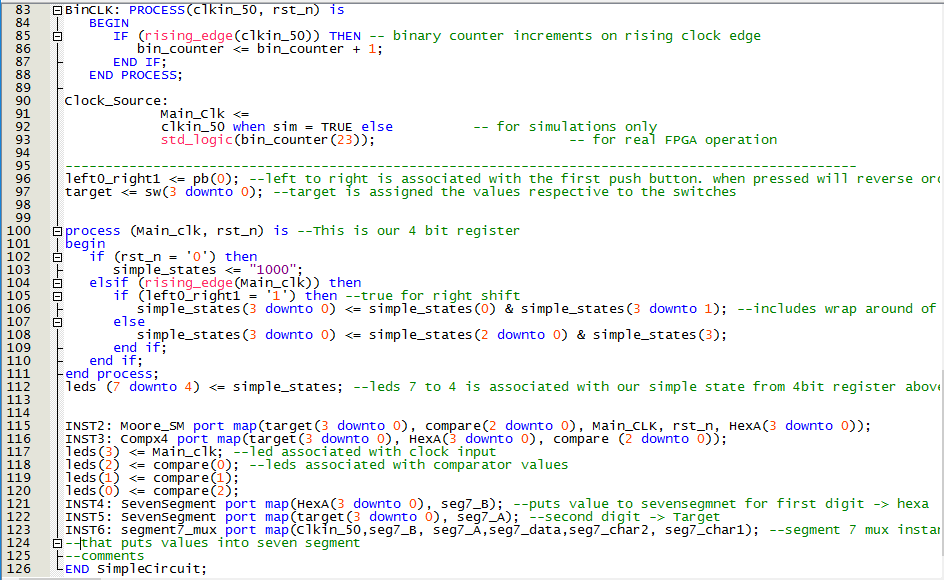 83 BinCLK: PROCESS(clkin_50, rst_n) is
84 BEGIN
85 IF (rising_edge(clkin_50)) THEN -- binary counter increments on rising clock edge
86 bin_counter <= bin_counter + 1;
87 END IF;
88 END PROCESS;
89
90 Clock_Source:
91 Main_Clk <=
92 clkin_50 when sim = TRUE else -- for simulations only
93 std_logic(bin_counter(23)); -- for real FPGA operation
94
95 ---------------------------------------------------------------------------------------------------
96 left0_right1 <= pb(0); --left to right is associated with the first push button. when pressed will reverse
97 target <= sw(3 downto 0); --target is assigned the values respective to the switches
98
99
100 process (Main_clk, rst_n) is --This is our 4 bit register
101 begin
102 if (rst_n = '0') then
103 simple_states <= "1000";
104 elsif (rising_edge(Main_clk)) then
105 if (left0_right1 = '1') then --true for right shift
106 simple_states(3 downto 0) <= simple_states(0) & simple_states(3 downto 1); --includes wrap around of
107 else
108 simple_states(3 downto 0) <= simple_states(2 downto 0) & simple_states(3);
109 end if;
110 end if;
111 end process;
112 leds (7 downto 4) <= simple_states; --leds 7 to 4 is associated with our simple state from 4bit register above
113
114
115 INST2: Moore_SM port map(target(3 downto 0), compare(2 downto 0), Main_CLK, rst_n, HexA(3 downto 0));
116 INST3: Compx4 port map(target(3 downto 0), HexA(3 downto 0), compare (2 downto 0));
117 leds(3) <= Main_clk; --led associated with clock input
118 leds(2) <= compare(0); --leds associated with comparator values
119 leds(1) <= compare(1);
120 leds(0) <= compare(2);
121 INST4: SevenSegment port map(HexA(3 downto 0), seg7_B); --puts value to sevensegmnet for first digit -> hexa
122 INST5: SevenSegment port map(target(3 downto 0), seg7_A); --second digit -> Target
123 INST6: segment7_mux port map(Clkin_50,seg7_B, seg7_A,seg7_data,seg7_char2, seg7_char1); --segment 7 mux
124 --that puts values into seven segment
125 --comments
126 END SimpleCircuit;